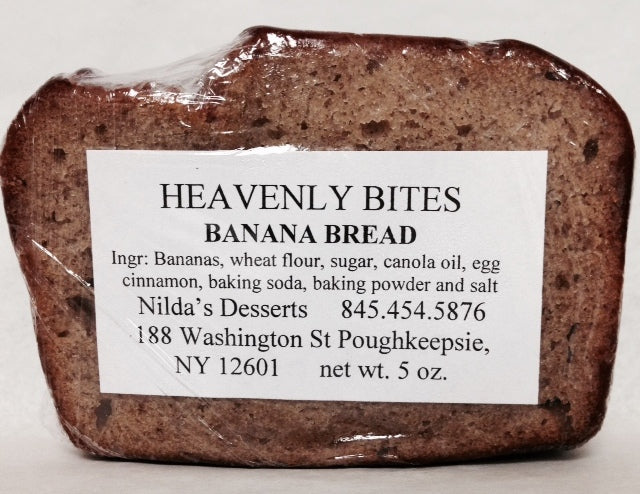 HEAVENLY BITES
BANANA BREAD
Ingr: Bananas, wheat flour, sugar, canola oil, egg
cinnamon, baking soda, baking powder and salt
Nilda's Desserts 845.454.5876
188 Washington St Poughkeepsie,
NY 12601 net wt. 5 oz.